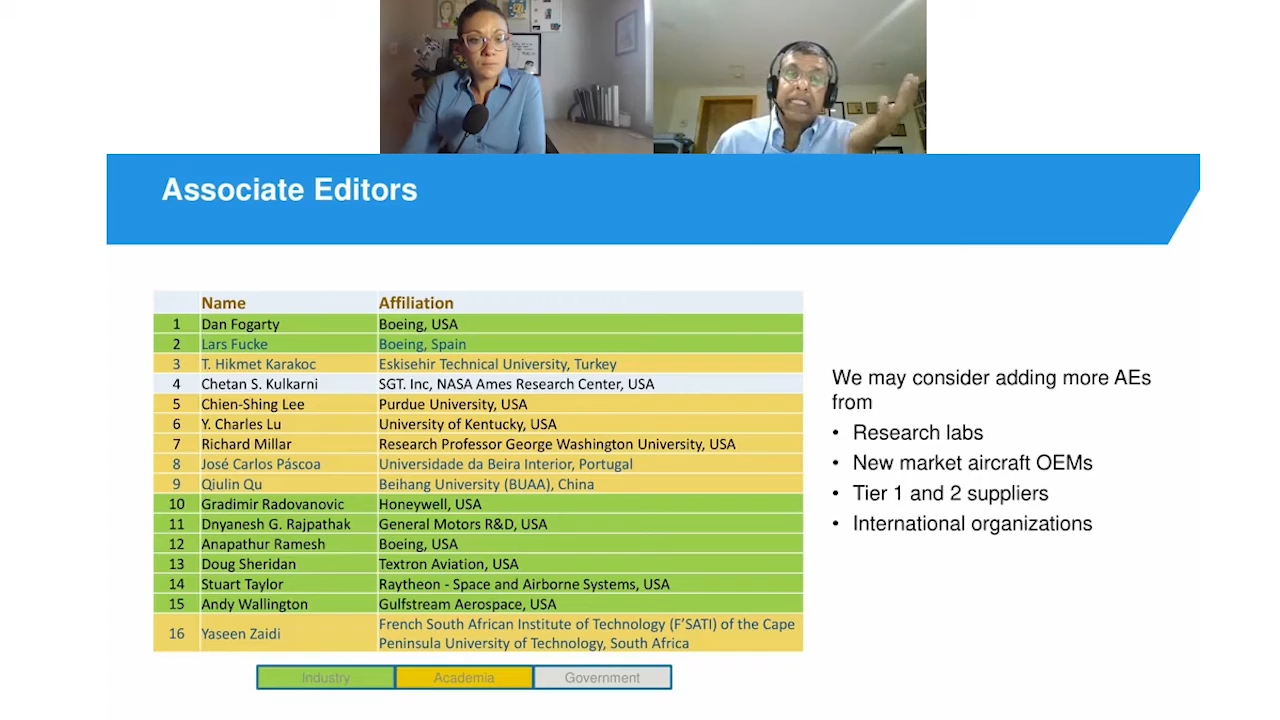 Associate Editors
Name Affiliation
1 Dan Fogarty Boeing, USA
2 Lars Fucke Boeing, Spain
3 T. Hikmet Karakoc Eskisehir Technical University, Turkey
4 Chetan S. Kulkarni SGT. Inc, NASA Ames Research Center, USA
5 Chien-Shing Lee Purdue University, USA
6 Y. Charles Lu University of Kentucky, USA
7 Richard Millar Research Professor George Washington University, USA
8 José Carlos Páscoa Universidade da Beira Interior, Portugal
9 Qiulin Qu Beihang University (BUAA), China
10 Gradimir Radovanovic Honeywell, USA
11 Dnyanesh G. Rajpathak General Motors R&D, USA
12 Anapathur Ramesh Boeing, USA
13 Doug Sheridan Textron Aviation, USA
14 Stuart Taylor Raytheon - Space and Airborne Systems, USA
15 Andy Wallington Gulfstream Aerospace, USA
16 Yaseen Zaidi French South African Institute of Technology (F'SATI) of the Cape
Peninsula University of Technology, South Africa
Industry Academia Government
We may consider adding more AEs
from
• Research labs
• New market aircraft OEMs
• Tier 1 and 2 suppliers
• International organizations